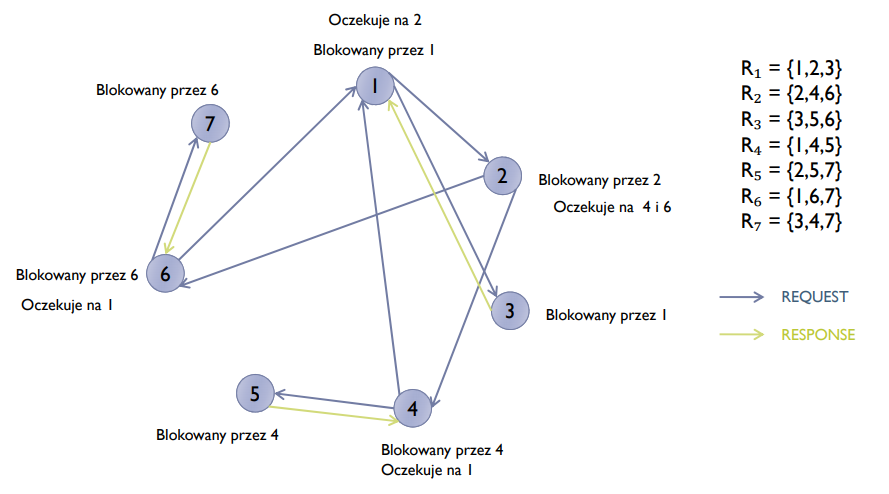 Oczekuje na 2
Blokowany przez 1
1
Blokowany przez 6
7
2
Blokowany przez 2
Oczekuje na 4 i 6
6
Blokowany przez 6
Oczekuje na 1
3
Blokowany przez 1
5
Blokowany przez 4
4
Blokowany przez 4
Oczekuje na 1
R₁ = {1,2,3}
R₂ = {2,4,6}
R₃ = {3,5,6}
R₄ = {1,4,5}
R₅ = {2,5,7}
R₆ = {1,6,7}
R₇ = {3,4,7}
REQUEST
RESPONSE